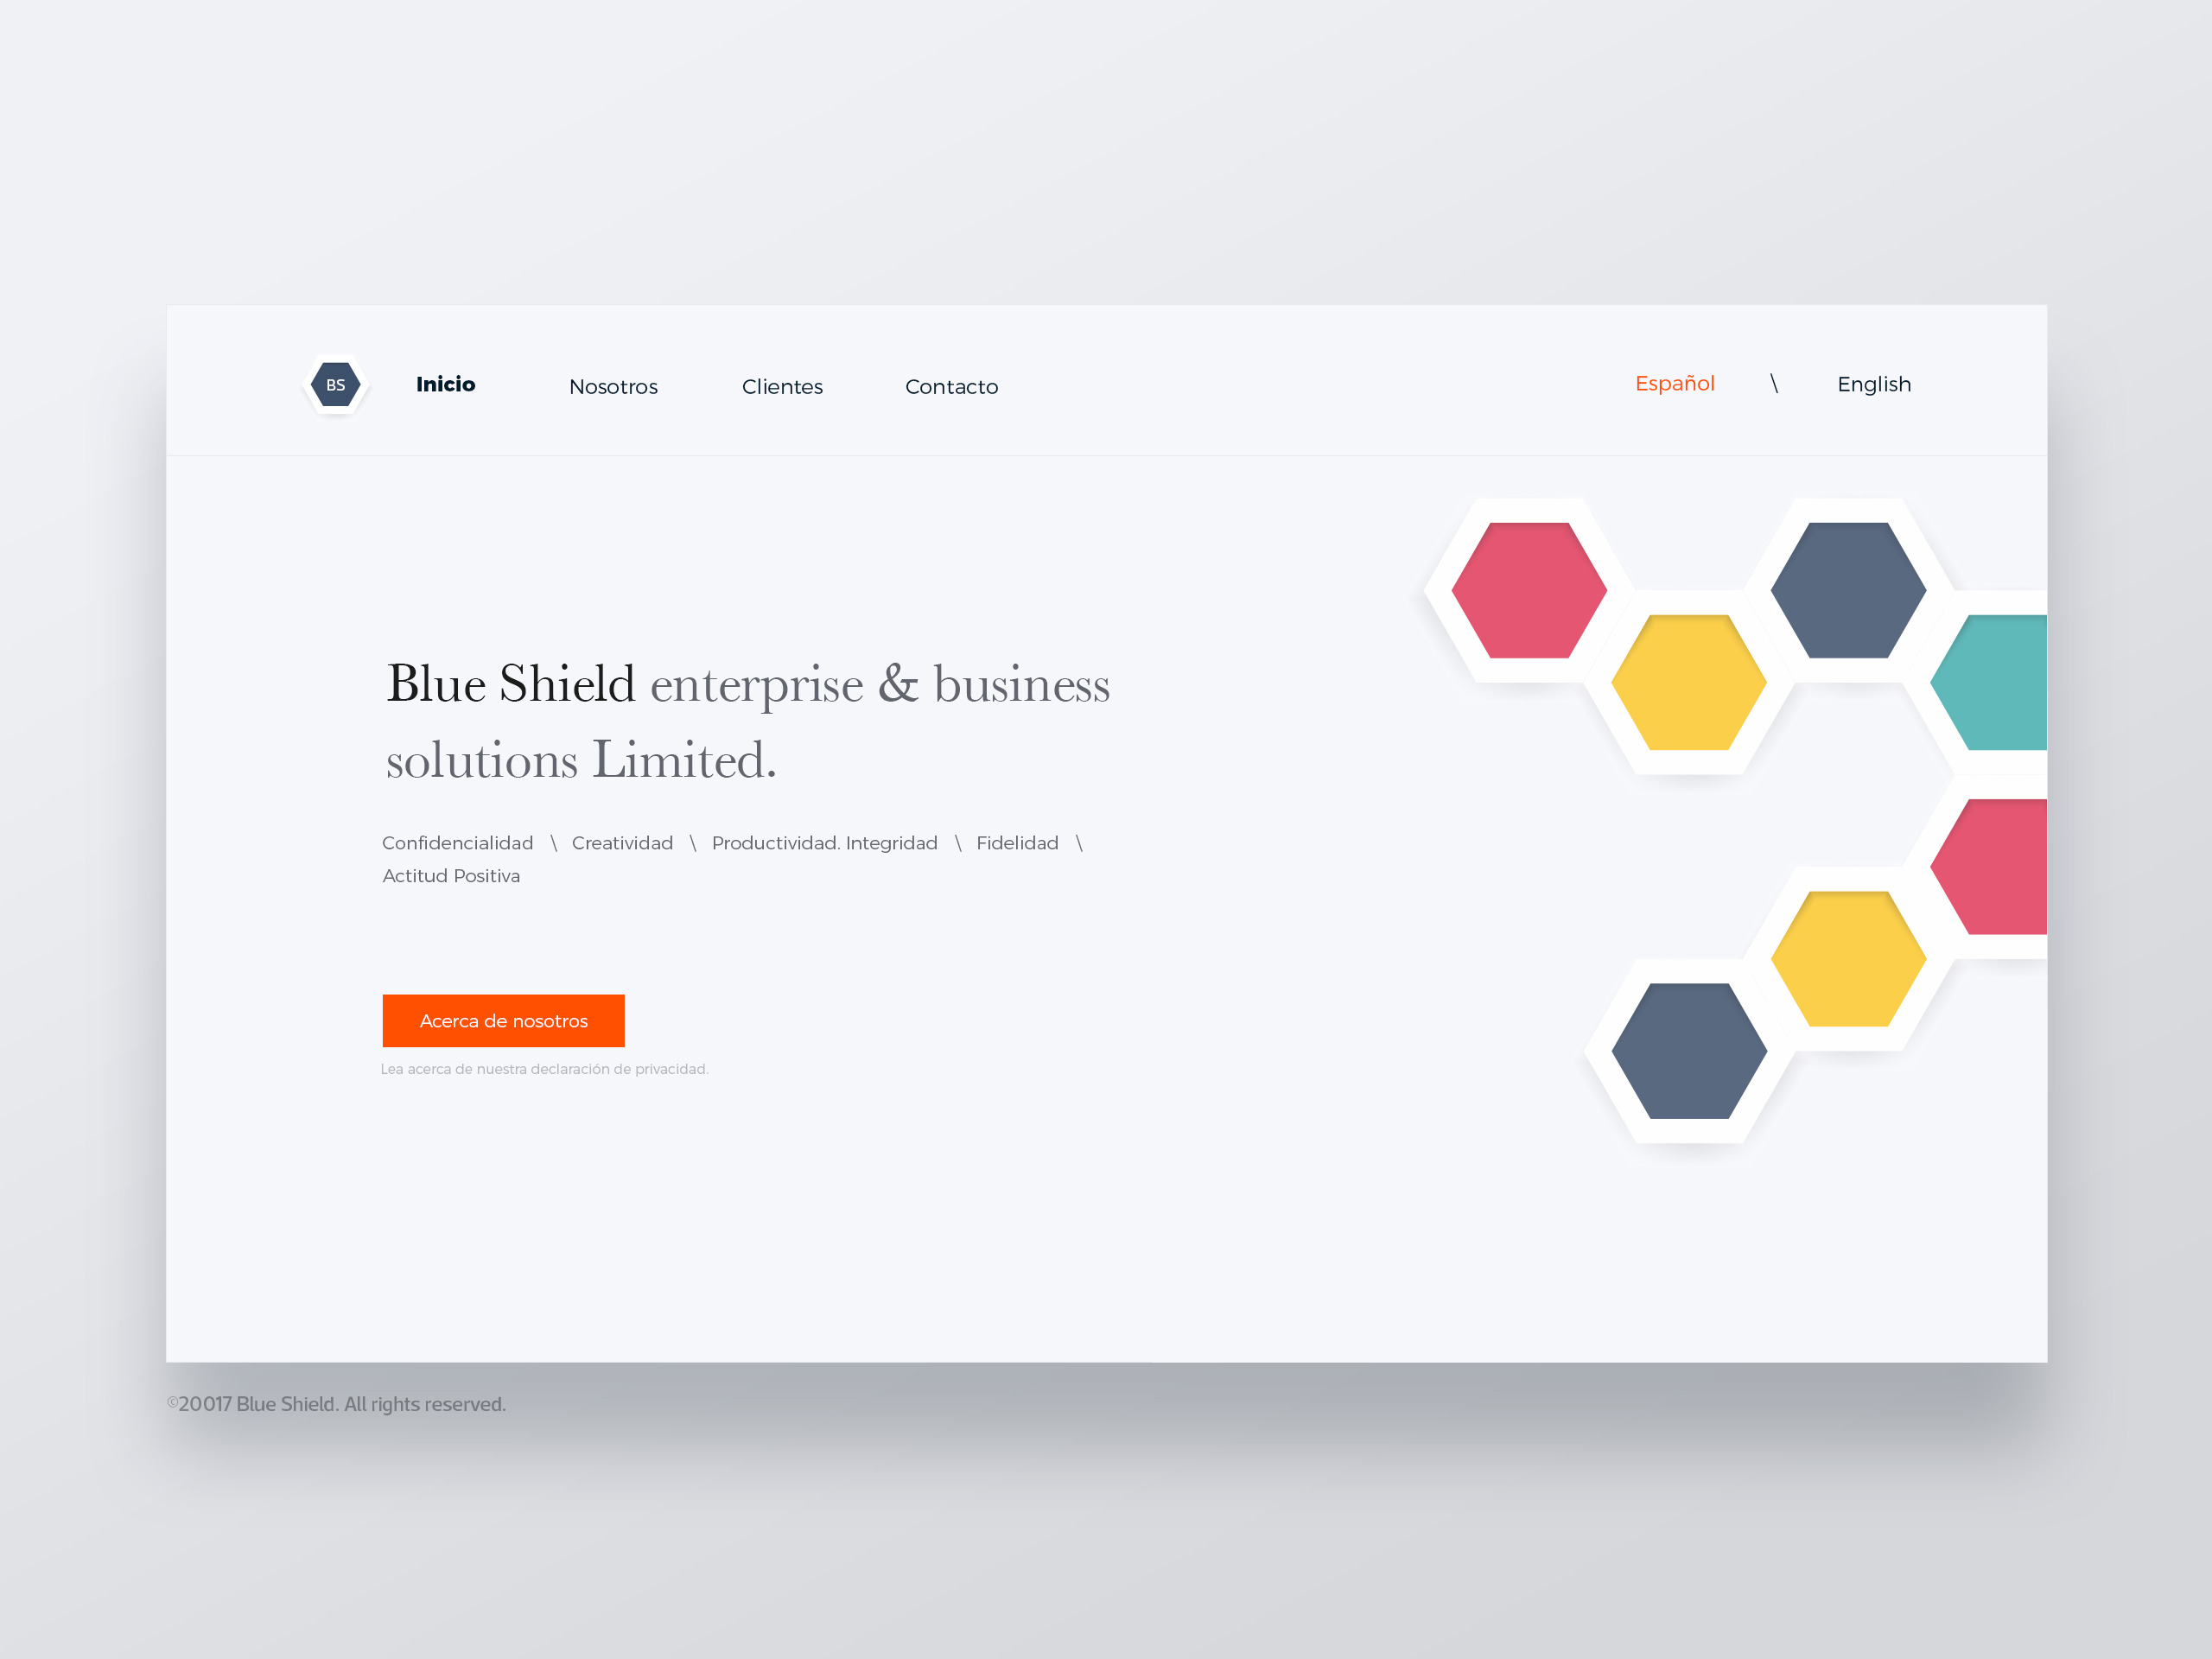 BS Inicio Nosotros Clientes Contacto Español \ English
Blue Shield enterprise & business
solutions Limited.
Confidencialidad \ Creatividad \ Productividad. Integridad \ Fidelidad \
Actitud Positiva
Acerca de nosotros
Lea acerca de nuestra declaración de privacidad.
©20017 Blue Shield. All rights reserved.